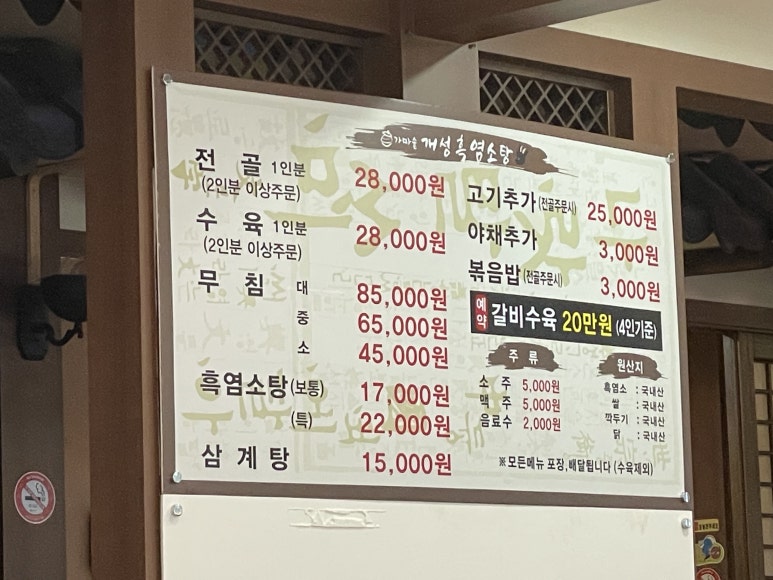 가마솥 개성흑염소탕
전 골 1인분 28,000원
(2인분 이상주문)
수 육 1인분 28,000원
(2인분 이상주문)
무 침 대 85,000원
중 65,000원
소 45,000원
흑염소탕(보통) 17,000원
(특) 22,000원
삼 계 탕 15,000원
고기추가(전골주문시) 25,000원
야채추가 3,000원
볶음밥(전골주문시) 3,000원
예약 갈비수육 20만원 (4인기준)
주 류
소 주 5,000원
맥 주 5,000원
음료수 2,000원
원산지
흑염소 : 국내산
쌀 : 국내산
깍두기 : 국내산
닭 : 국내산
※ 모든메뉴 포장,배달됩니다 (수육제외)